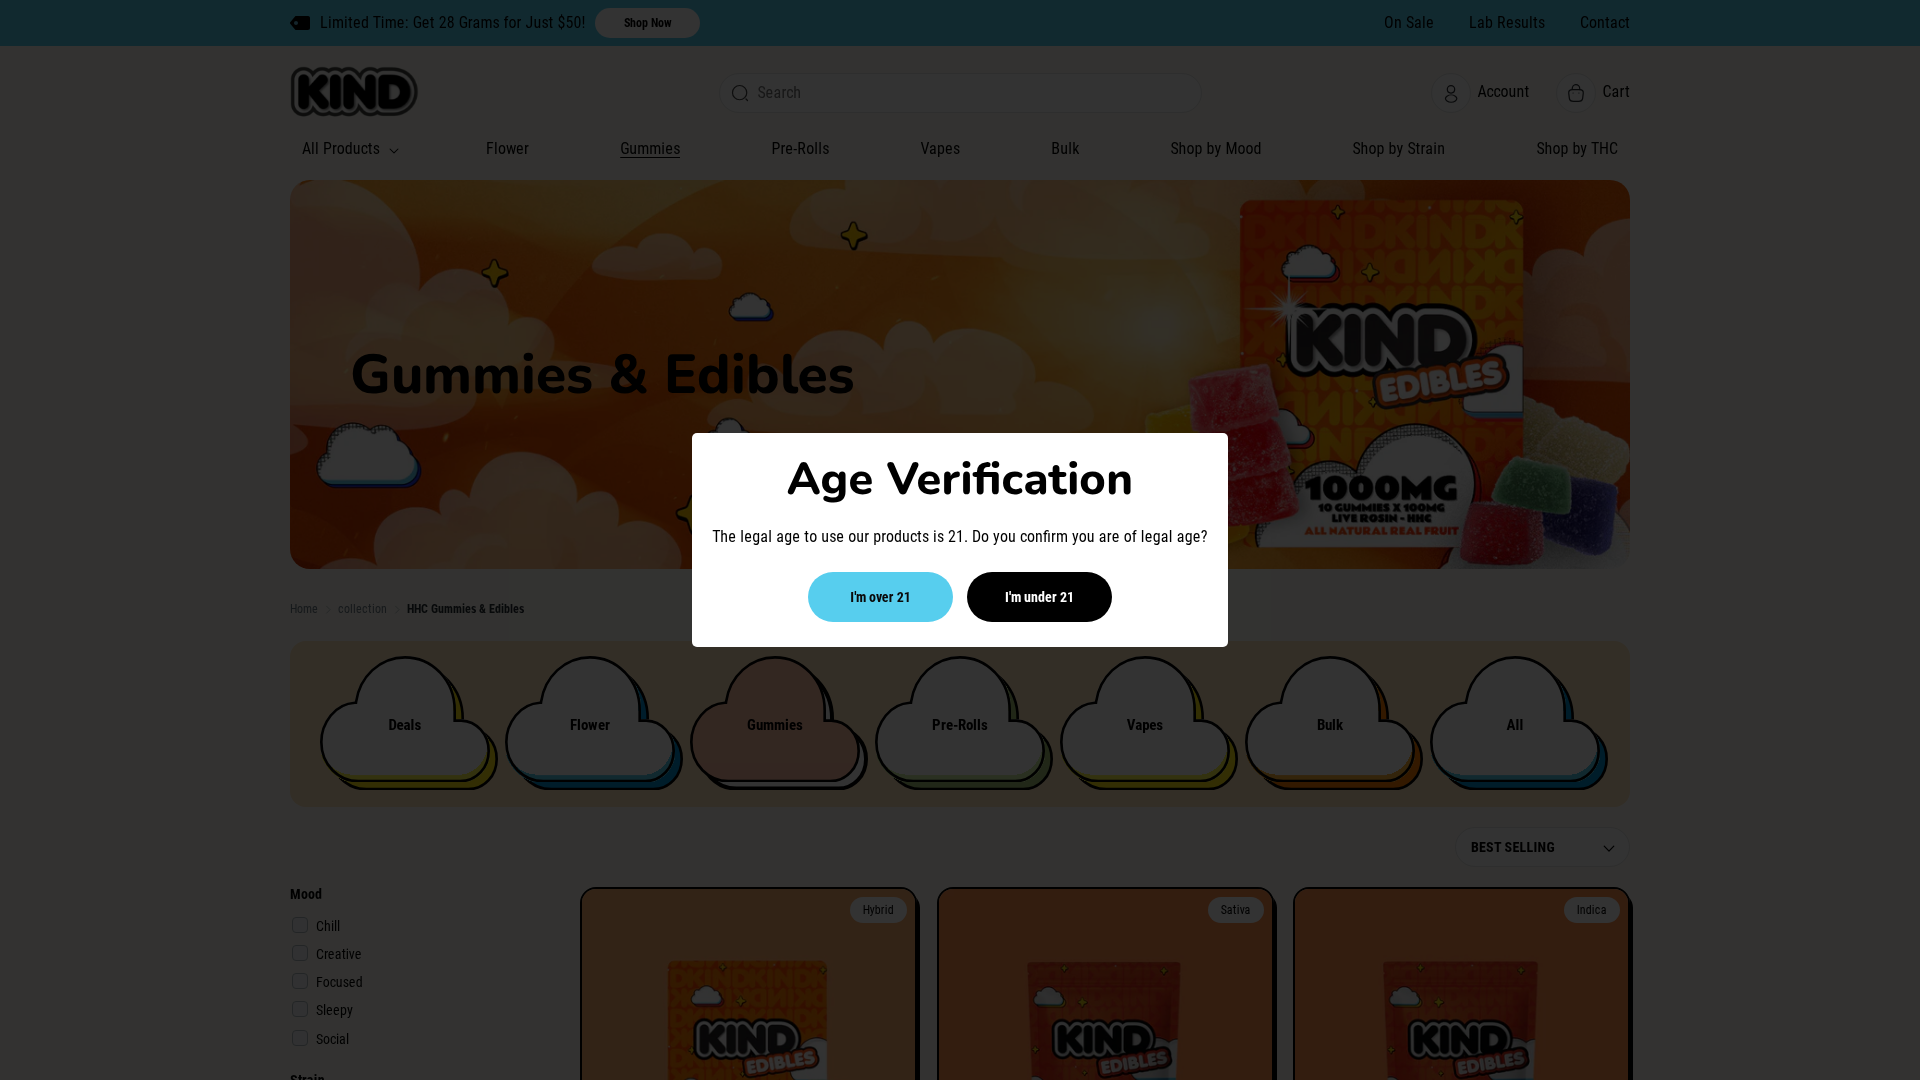 Limited Time: Get 28 Grams for Just $50!
Shop Now
On Sale
Lab Results
Contact
KIND
Search
Account
Cart
All Products
Flower
Gummies
Pre-Rolls
Vapes
Bulk
Shop by Mood
Shop by Strain
Shop by THC
Gummies & Edibles
KIND
EDIBLES
1000MG
10 GUMMIES X 100MG
LIVE ROSIN - HHC
ALL NATURAL REAL FRUIT
Age Verification
The legal age to use our products is 21. Do you confirm you are of legal age?
I'm over 21
I'm under 21
Home
collection
HHC Gummies & Edibles
Deals
Flower
Gummies
Pre-Rolls
Vapes
Bulk
All
BEST SELLING
Mood
Chill
Creative
Focused
Sleepy
Social
Strain
Hybrid
KIND
EDIBLES
Sativa
KIND
EDIBLES
Indica
KIND
EDIBLES